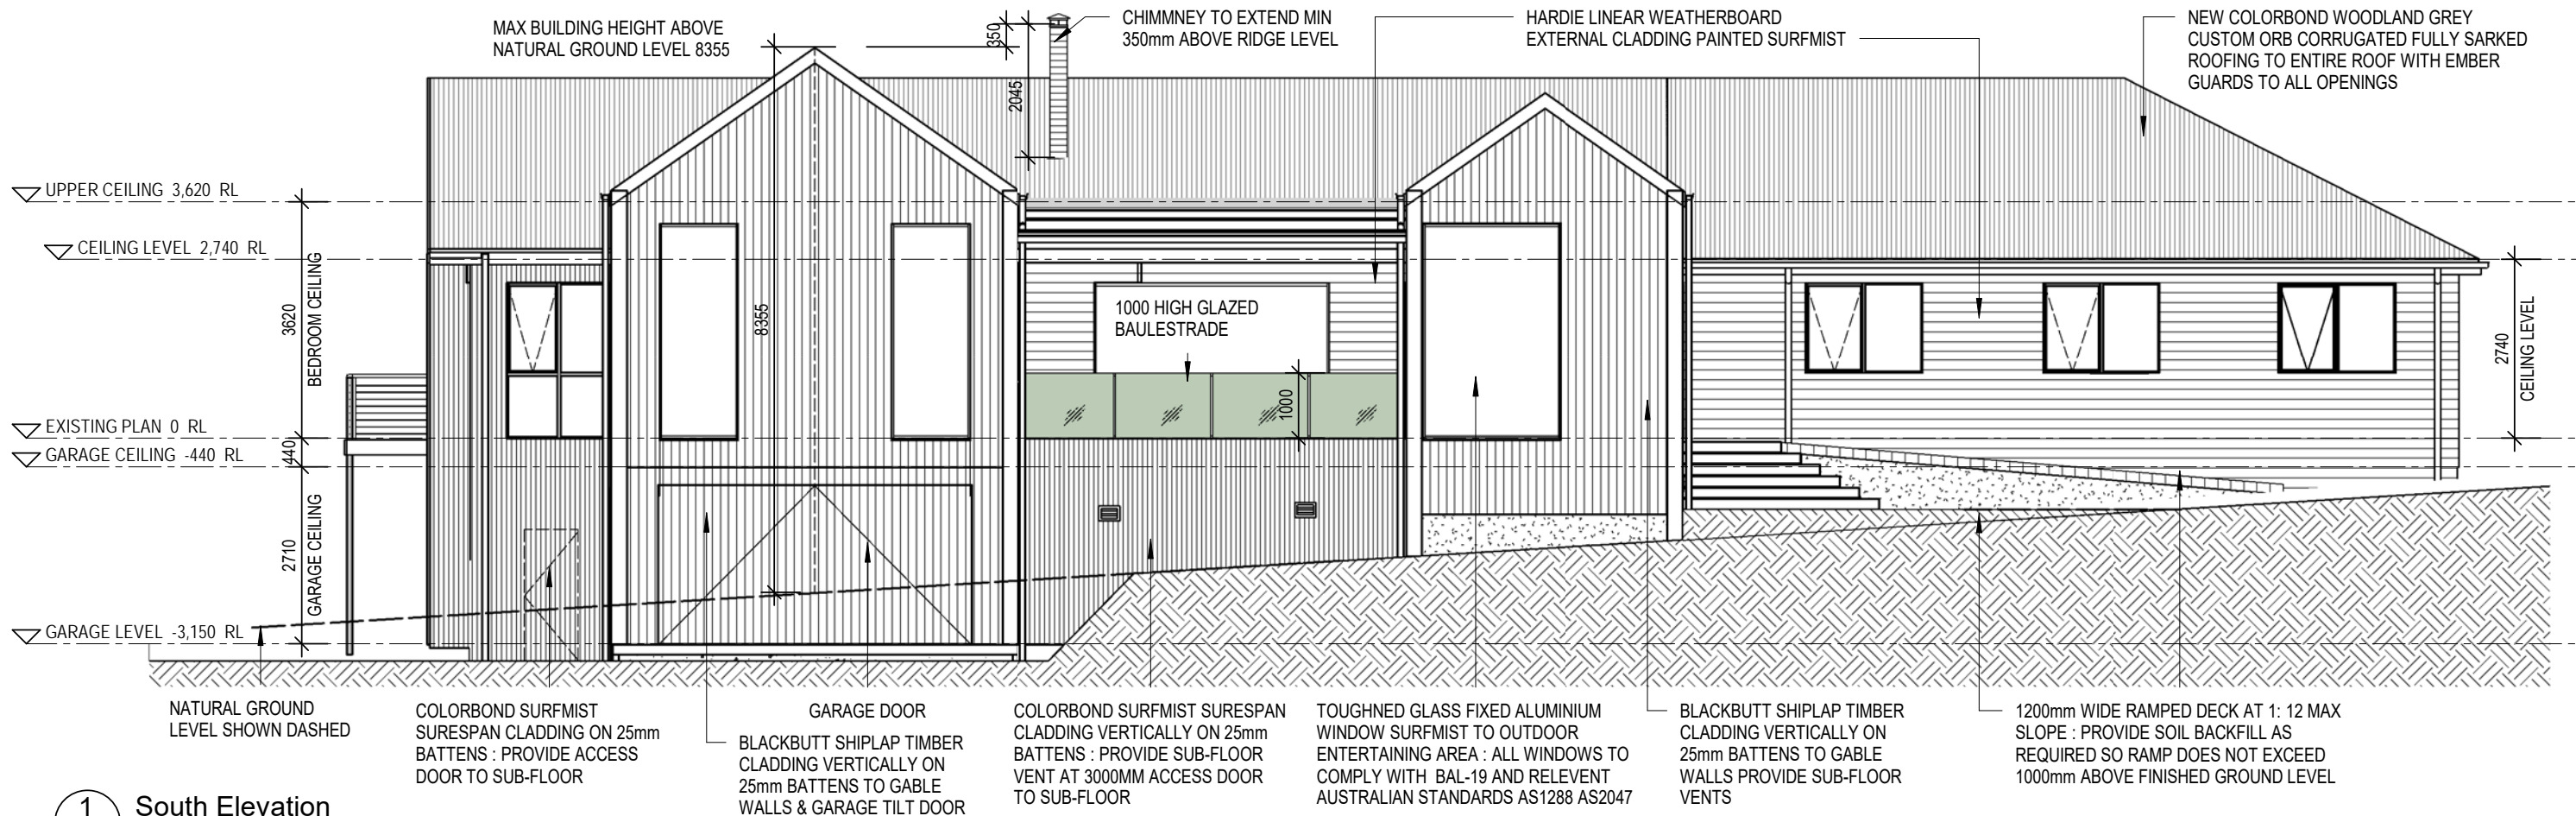 MAX BUILDING HEIGHT ABOVE
NATURAL GROUND LEVEL 8355
350
2045
CHIMMNEY TO EXTEND MIN
350mm ABOVE RIDGE LEVEL
HARDIE LINEAR WEATHERBOARD
EXTERNAL CLADDING PAINTED SURFMIST
NEW COLORBOND WOODLAND GREY
CUSTOM ORB CORRUGATED FULLY SARKED
ROOFING TO ENTIRE ROOF WITH EMBER
GUARDS TO ALL OPENINGS
UPPER CEILING 3,620 RL
CEILING LEVEL 2,740 RL
3620
BEDROOM CEILING
8355
1000 HIGH GLAZED
BAULESTRADE
1000
2740
CEILING LEVEL
EXISTING PLAN 0 RL
440
GARAGE CEILING -440 RL
2710
GARAGE CEILING
GARAGE LEVEL -3,150 RL
NATURAL GROUND
LEVEL SHOWN DASHED
COLORBOND SURFMIST
SURESPAN CLADDING ON 25mm
BATTENS : PROVIDE ACCESS
DOOR TO SUB-FLOOR
GARAGE DOOR
BLACKBUTT SHIPLAP TIMBER
CLADDING VERTICALLY ON
25mm BATTENS TO GABLE
WALLS & GARAGE TILT DOOR
COLORBOND SURFMIST SURESPAN
CLADDING VERTICALLY ON 25mm
BATTENS : PROVIDE SUB-FLOOR
VENT AT 3000MM ACCESS DOOR
TO SUB-FLOOR
TOUGHNED GLASS FIXED ALUMINIUM
WINDOW SURFMIST TO OUTDOOR
ENTERTAINING AREA : ALL WINDOWS TO
COMPLY WITH BAL-19 AND RELEVENT
AUSTRALIAN STANDARDS AS1288 AS2047
BLACKBUTT SHIPLAP TIMBER
CLADDING VERTICALLY ON
25mm BATTENS TO GABLE
WALLS PROVIDE SUB-FLOOR
VENTS
1200mm WIDE RAMPED DECK AT 1: 12 MAX
SLOPE : PROVIDE SOIL BACKFILL AS
REQUIRED SO RAMP DOES NOT EXCEED
1000mm ABOVE FINISHED GROUND LEVEL
1 South Elevation